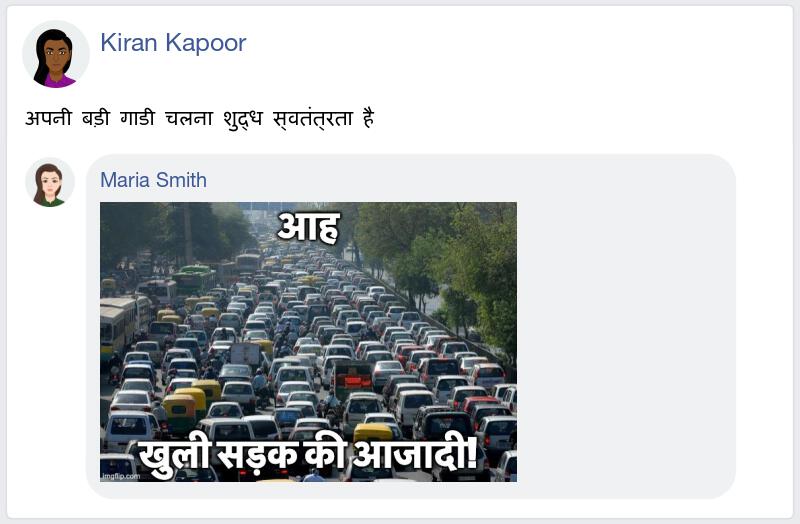 Kiran Kapoor
अपनी बड़ी गाडी चलना शुद्ध स्वतंत्रता है
Maria Smith
आह
खुली सड़क की आजादी!
imgflip.com